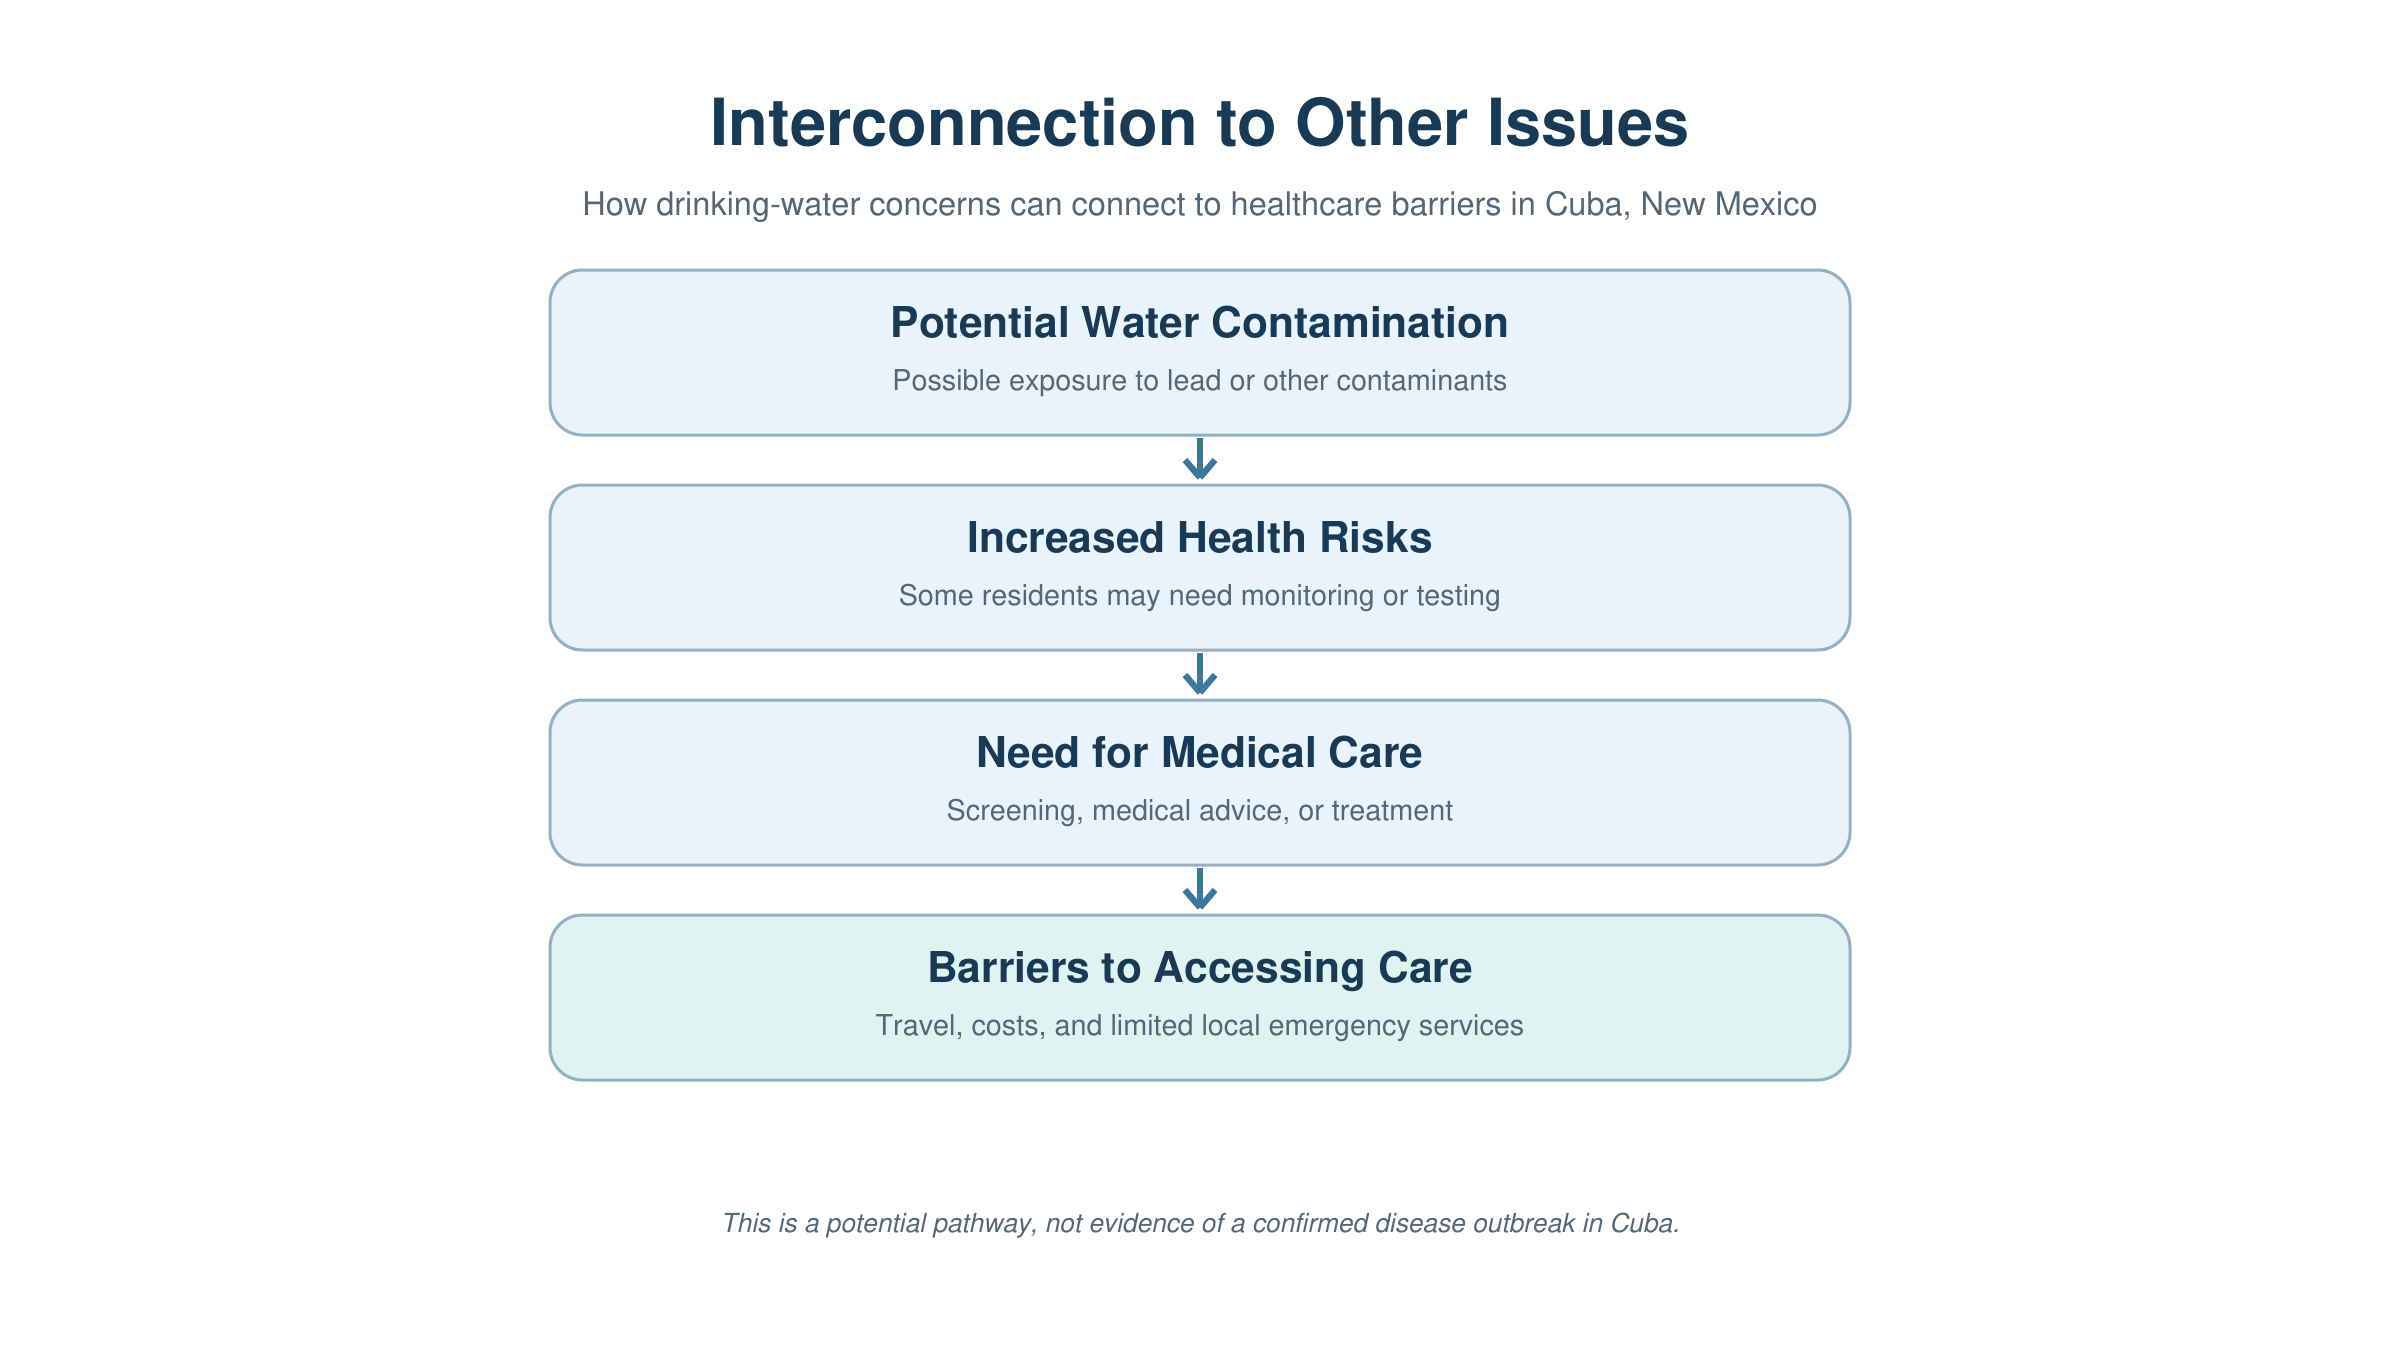 Interconnection to Other Issues
How drinking-water concerns can connect to healthcare barriers in Cuba, New Mexico
Potential Water Contamination
Possible exposure to lead or other contaminants
Increased Health Risks
Some residents may need monitoring or testing
Need for Medical Care
Screening, medical advice, or treatment
Barriers to Accessing Care
Travel, costs, and limited local emergency services
This is a potential pathway, not evidence of a confirmed disease outbreak in Cuba.